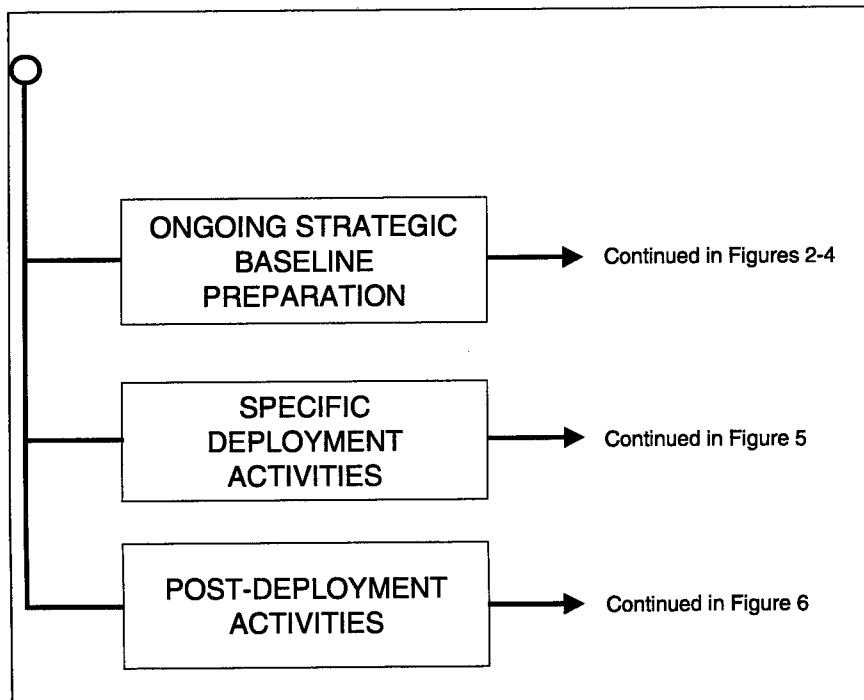 ONGOING STRATEGIC
BASELINE
PREPARATION
Continued in Figures 2-4
SPECIFIC
DEPLOYMENT
ACTIVITIES
Continued in Figure 5
POST-DEPLOYMENT
ACTIVITIES
Continued in Figure 6